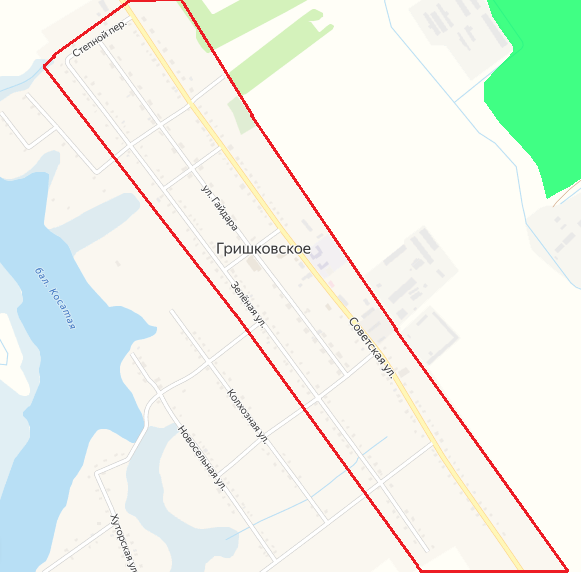 Степной пер.
ул. Гайдара
Гришковское
бал. Косатая
Зелёная ул.
Советская ул.
Колхозная ул.
Новосельная ул.
Хуторская ул.